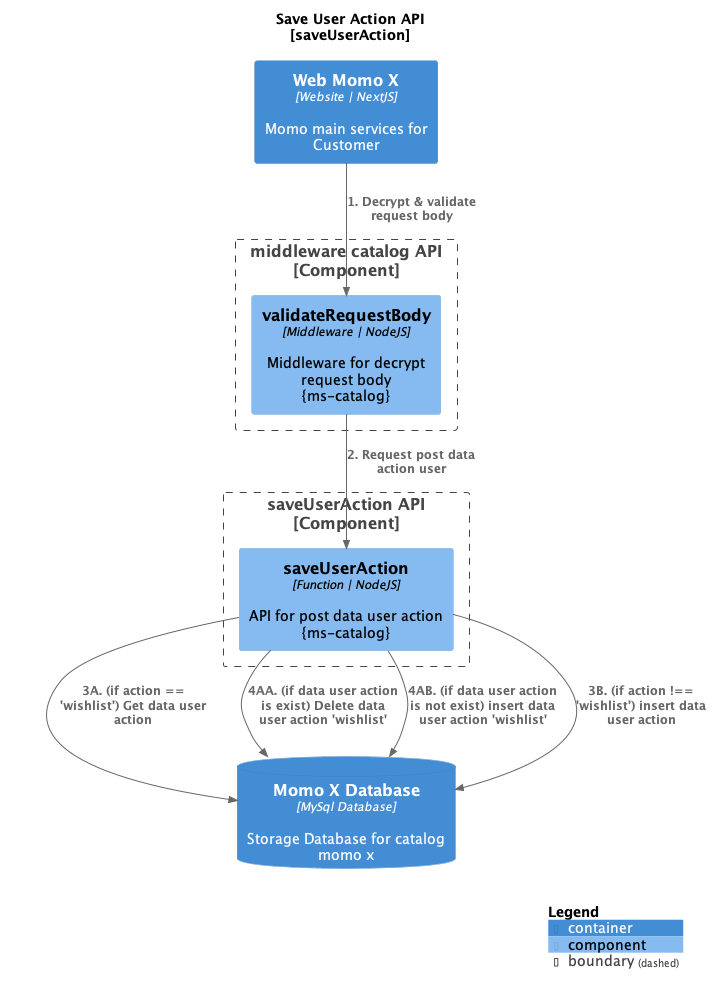 Save User Action API
[saveUserAction]
Web Momo X
[Website | NextJS]
Momo main services for
Customer
1. Decrypt & validate
request body
middleware catalog API
[Component]
validateRequestBody
[Middleware | NodeJS]
Middleware for decrypt
request body
{ms-catalog}
2. Request post data
action user
saveUserAction API
[Component]
saveUserAction
[Function | NodeJS]
API for post data user action
{ms-catalog}
3A. (if action ==
'wishlist') Get data user
action
4AA. (if data user action
is exist) Delete data
user action 'wishlist'
4AB. (if data user action
is not exist) insert data
user action 'wishlist'
3B. (if action !==
'wishlist') insert data
user action
Momo X Database
[MySql Database]
Storage Database for catalog
momo x
Legend
container
component
boundary (dashed)